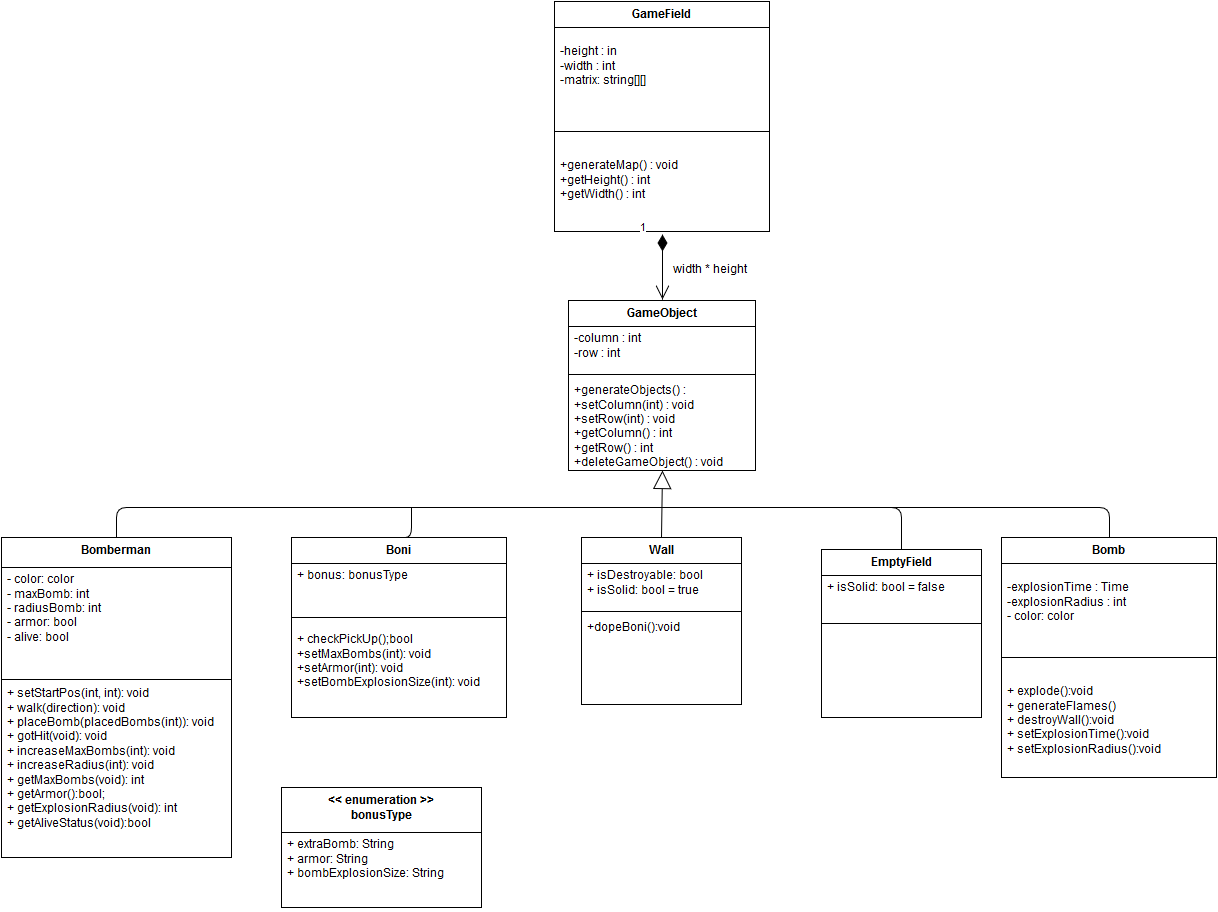 GameField
-height : in
-width : int
-matrix: string[][]
+generateMap() : void
+getHeight() : int
+getWidth() : int
1
width * height
GameObject
-column : int
-row : int
+generateObjects() :
+setColumn(int) : void
+setRow(int) : void
+getColumn() : int
+getRow() : int
+deleteGameObject() : void
Bomberman
- color: color
- maxBomb: int
- radiusBomb: int
- armor: bool
- alive: bool
+ setStartPos(int, int): void
+ walk(direction): void
+ placeBomb(placedBombs(int)): void
+ gotHit(void): void
+ increaseMaxBombs(int): void
+ increaseRadius(int): void
+ getMaxBombs(void): int
+ getArmor():bool;
+ getExplosionRadius(void): int
+ getAliveStatus(void):bool
Boni
+ bonus: bonusType
+ checkPickUp();bool
+setMaxBombs(int): void
+setArmor(int): void
+setBombExplosionSize(int): void
<< enumeration >>
bonusType
+ extraBomb: String
+ armor: String
+ bombExplosionSize: String
Wall
+ isDestroyable: bool
+ isSolid: bool = true
+dopeBoni():void
EmptyField
+ isSolid: bool = false
Bomb
-explosionTime : Time
-explosionRadius : int
- color: color
+ explode():void
+ generateFlames()
+ destroyWall():void
+ setExplosionTime():void
+ setExplosionRadius():void